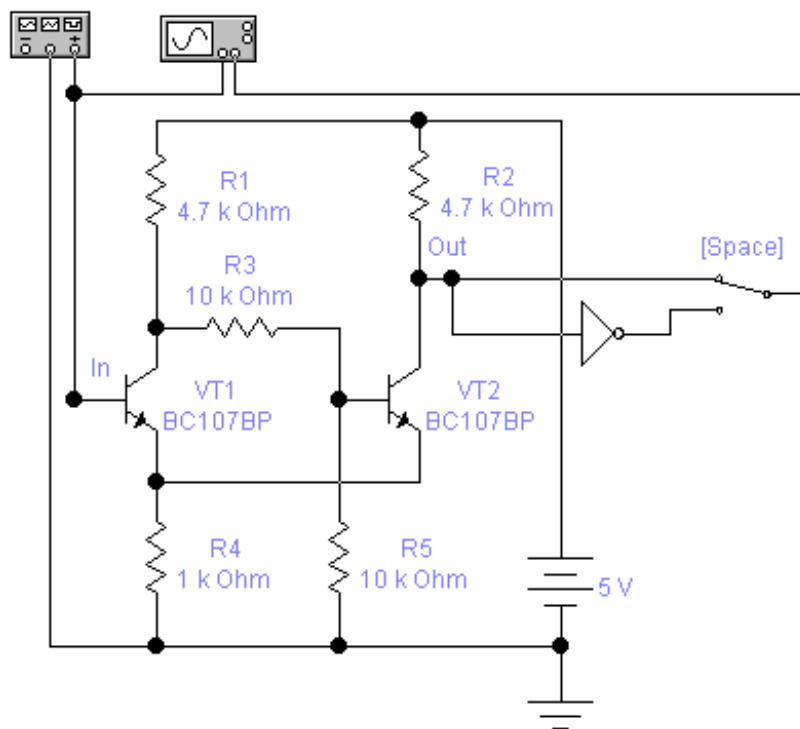 R1
4.7 k Ohm
R2
4.7 k Ohm
Out
[Space]
R3
10 k Ohm
In
VT1
BC107BP
VT2
BC107BP
R4
1 k Ohm
R5
10 k Ohm
5 V